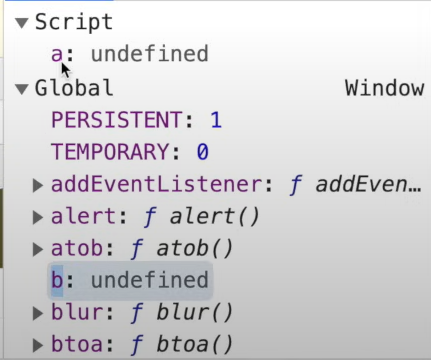 Script
a: undefined
Global Window
PERSISTENT: 1
TEMPORARY: 0
addEventListener: ƒ addEven…
alert: ƒ alert()
atob: ƒ atob()
b: undefined
blur: ƒ blur()
btoa: ƒ btoa()